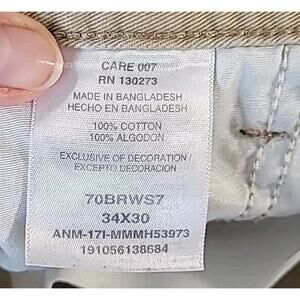 CARE 007
RN 130273
MADE IN BANGLADESH
HECHO EN BANGLADESH
100% COTTON
100% ALGODON
EXCLUSIVE OF DECORATION/
EXCEPTO DECORACION
70BRWS7
34X30
ANM-17I-MMMH53973
191056138684